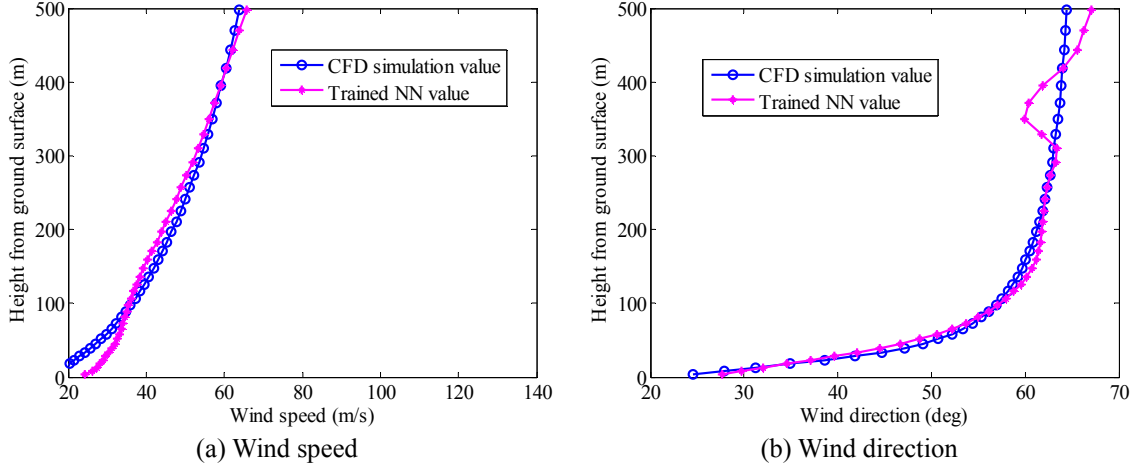 500
400
300
200
100
0
Height from ground surface (m)
CFD simulation value
Trained NN value
20 40 60 80 100 120 140
Wind speed (m/s)
(a) Wind speed
500
400
300
200
100
0
Height from ground surface (m)
CFD simulation value
Trained NN value
20 30 40 50 60 70
Wind direction (deg)
(b) Wind direction